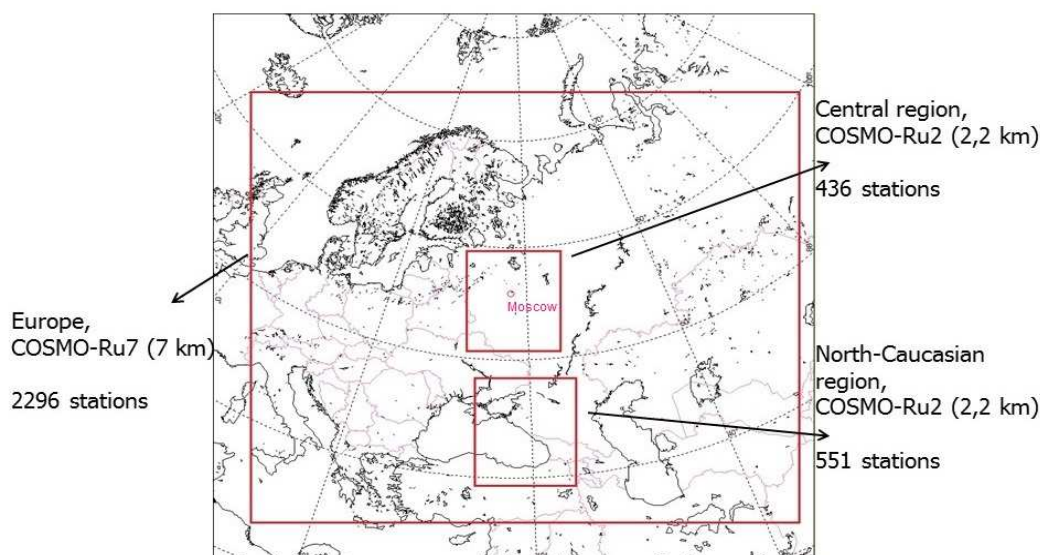 Central region,
COSMO-Ru2 (2,2 km)
436 stations
Moscow
Europe,
COSMO-Ru7 (7 km)
2296 stations
North-Caucasian
region,
COSMO-Ru2 (2,2 km)
551 stations